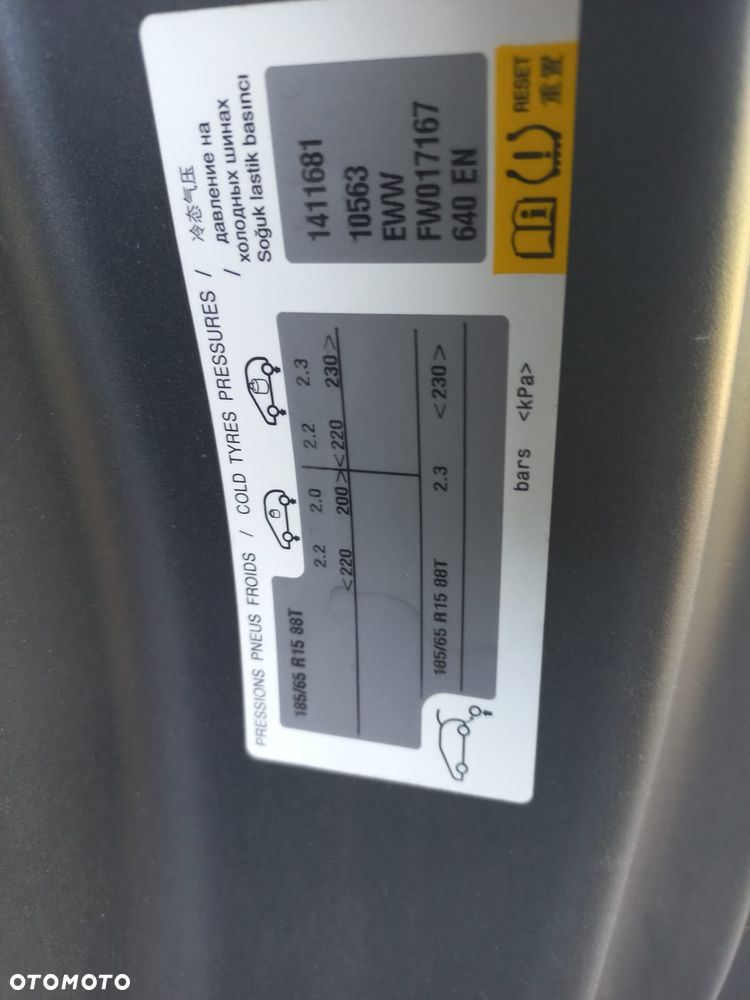 PRESSIONS PNEUS FROIDS / COLD TYRES PRESSURES / 冷态气压
/ давление на
холодных шинах
Soğuk lastik basıncı
185/65 R15 88T
2.2 2.0 2.2 2.3
<220 200> <220 230>
185/65 R15 88T 2.3 <230>
bars <kPa>
1411681
10563
EWW
FW017167
640 EN
RESET
重置
OTOMOTO